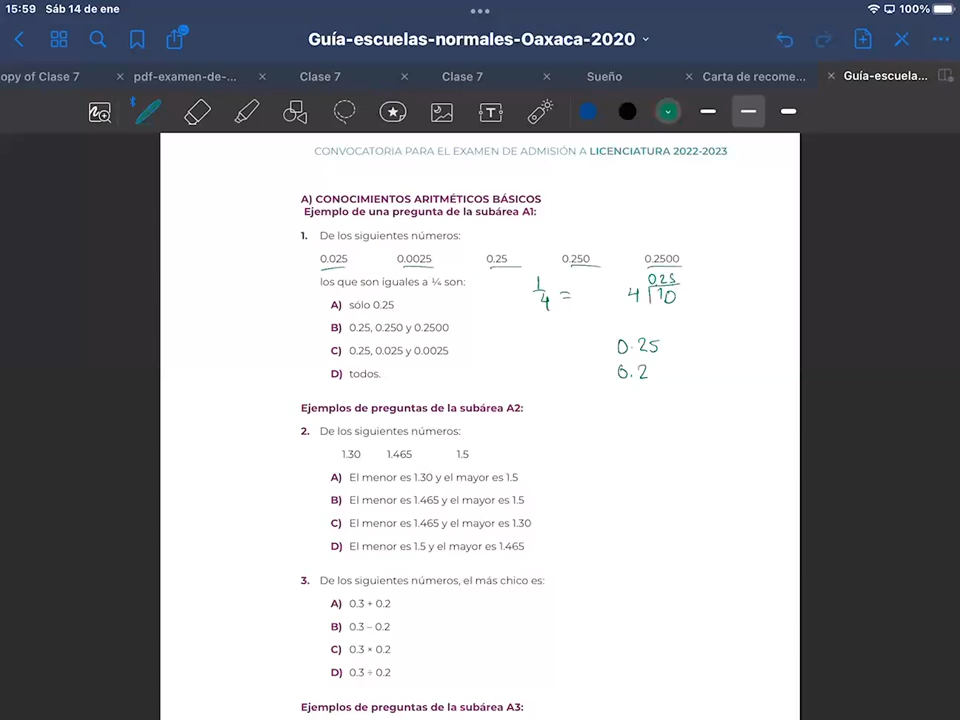 15:59 Sáb 14 de ene
100%
Guía-escuelas-normales-Oaxaca-2020
opy of Clase 7
pdf-examen-de-...
Clase 7
Clase 7
Sueño
Carta de recome...
Guía-escuela...
CONVOCATORIA PARA EL EXAMEN DE ADMISIÓN A LICENCIATURA 2022-2023
A) CONOCIMIENTOS ARITMÉTICOS BÁSICOS
Ejemplo de una pregunta de la subárea A1:
1. De los siguientes números:
0.025 0.0025 0.25 0.250 0.2500
los que son iguales a ¼ son:
1/4 =
025
4 10
A) sólo 0.25
B) 0.25, 0.250 y 0.2500
0.25
C) 0.25, 0.025 y 0.0025
0.2
D) todos.
Ejemplos de preguntas de la subárea A2:
2. De los siguientes números:
1.30 1.465 1.5
A) El menor es 1.30 y el mayor es 1.5
B) El menor es 1.465 y el mayor es 1.5
C) El menor es 1.465 y el mayor es 1.30
D) El menor es 1.5 y el mayor es 1.465
3. De los siguientes números, el más chico es:
A) 0.3 + 0.2
B) 0.3 – 0.2
C) 0.3 × 0.2
D) 0.3 ÷ 0.2
Ejemplos de preguntas de la subárea A3: